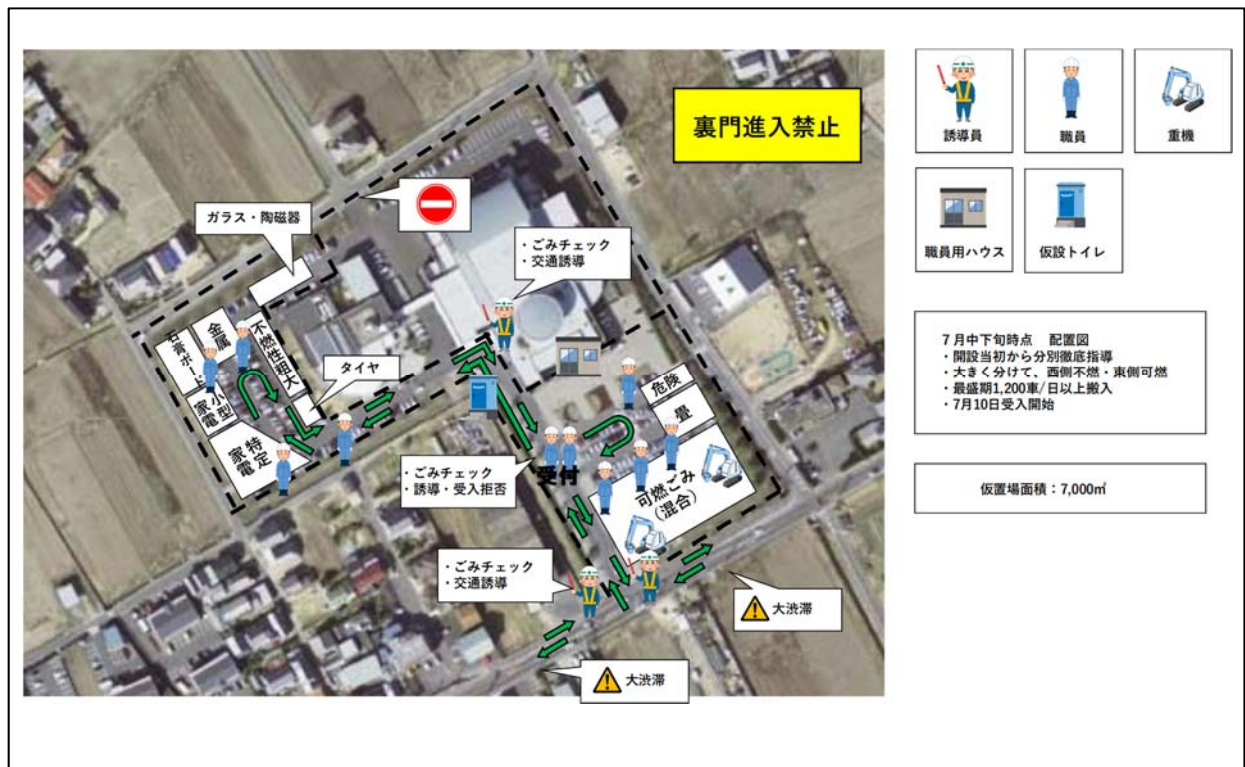 裏門進入禁止
ガラス・陶磁器
・ごみチェック
・交通誘導
石膏ボード
金属
不燃性粗大
タイヤ
小型
家電
特定
家電
危険
畳
・ごみチェック
・誘導・受入拒否
受付
可燃ごみ
(混合)
・ごみチェック
・交通誘導
大渋滞
大渋滞
誘導員
職員
重機
職員用ハウス
仮設トイレ
7月中下旬時点 配置図
・開設当初から分別徹底指導
・大きく分けて、西側不燃・東側可燃
・最盛期1,200車/日以上搬入
・7月10日受入開始
仮置場面積：7,000㎡